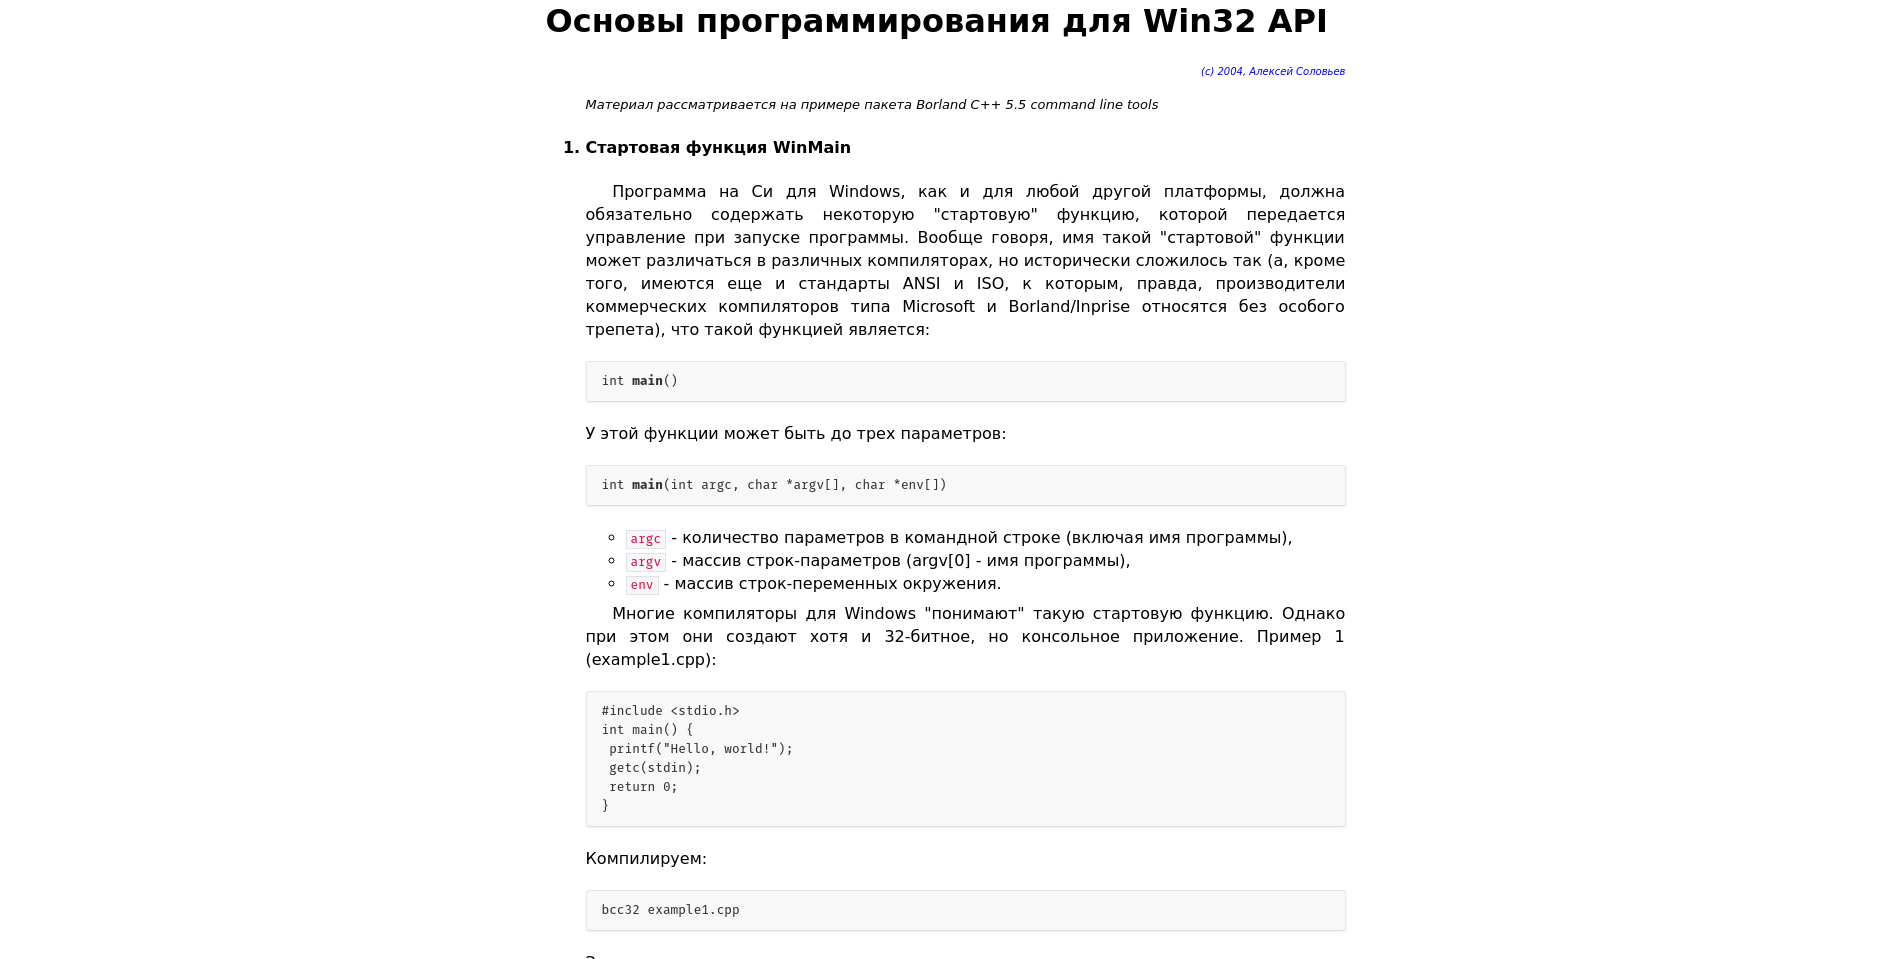 Основы программирования для Win32 API
(c) 2004, Алексей Соловьев
Материал рассматривается на примере пакета Borland C++ 5.5 command line tools
1. Стартовая функция WinMain
Программа на Си для Windows, как и для любой другой платформы, должна
обязательно содержать некоторую "стартовую" функцию, которой передается
управление при запуске программы. Вообще говоря, имя такой "стартовой" функции
может различаться в различных компиляторах, но исторически сложилось так (а, кроме
того, имеются еще и стандарты ANSI и ISO, к которым, правда, производители
коммерческих компиляторов типа Microsoft и Borland/Inprise относятся без особого
трепета), что такой функцией является:
int main()
У этой функции может быть до трех параметров:
int main(int argc, char *argv[], char *env[])
argc - количество параметров в командной строке (включая имя программы),
argv - массив строк-параметров (argv[0] - имя программы),
env - массив строк-переменных окружения.
Многие компиляторы для Windows "понимают" такую стартовую функцию. Однако
при этом они создают хотя и 32-битное, но консольное приложение. Пример 1
(example1.cpp):
#include <stdio.h>
int main() {
printf("Hello, world!");
getc(stdin);
return 0;
}
Компилируем:
bcc32 example1.cpp